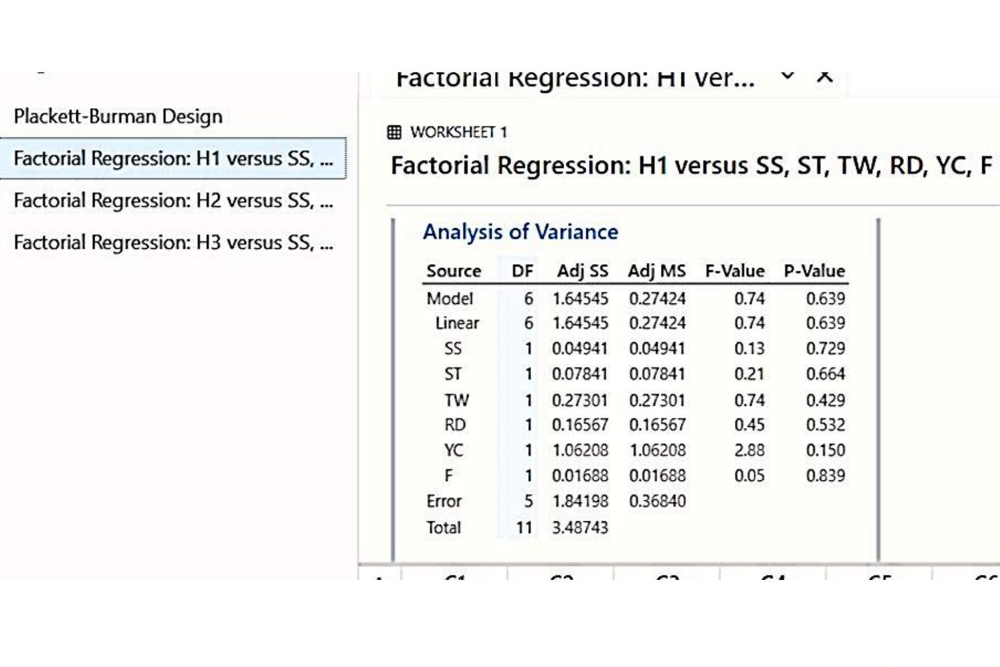 Factorial Regression: H1 ver...
Plackett-Burman Design
Factorial Regression: H1 versus SS, ...
Factorial Regression: H2 versus SS, ...
Factorial Regression: H3 versus SS, ...
WORKSHEET 1
Factorial Regression: H1 versus SS, ST, TW, RD, YC, F
Analysis of Variance
Source DF Adj SS Adj MS F-Value P-Value
Model 6 1.64545 0.27424 0.74 0.639
Linear 6 1.64545 0.27424 0.74 0.639
SS 1 0.04941 0.04941 0.13 0.729
ST 1 0.07841 0.07841 0.21 0.664
TW 1 0.27301 0.27301 0.74 0.429
RD 1 0.16567 0.16567 0.45 0.532
YC 1 1.06208 1.06208 2.88 0.150
F 1 0.01688 0.01688 0.05 0.839
Error 5 1.84198 0.36840
Total 11 3.48743